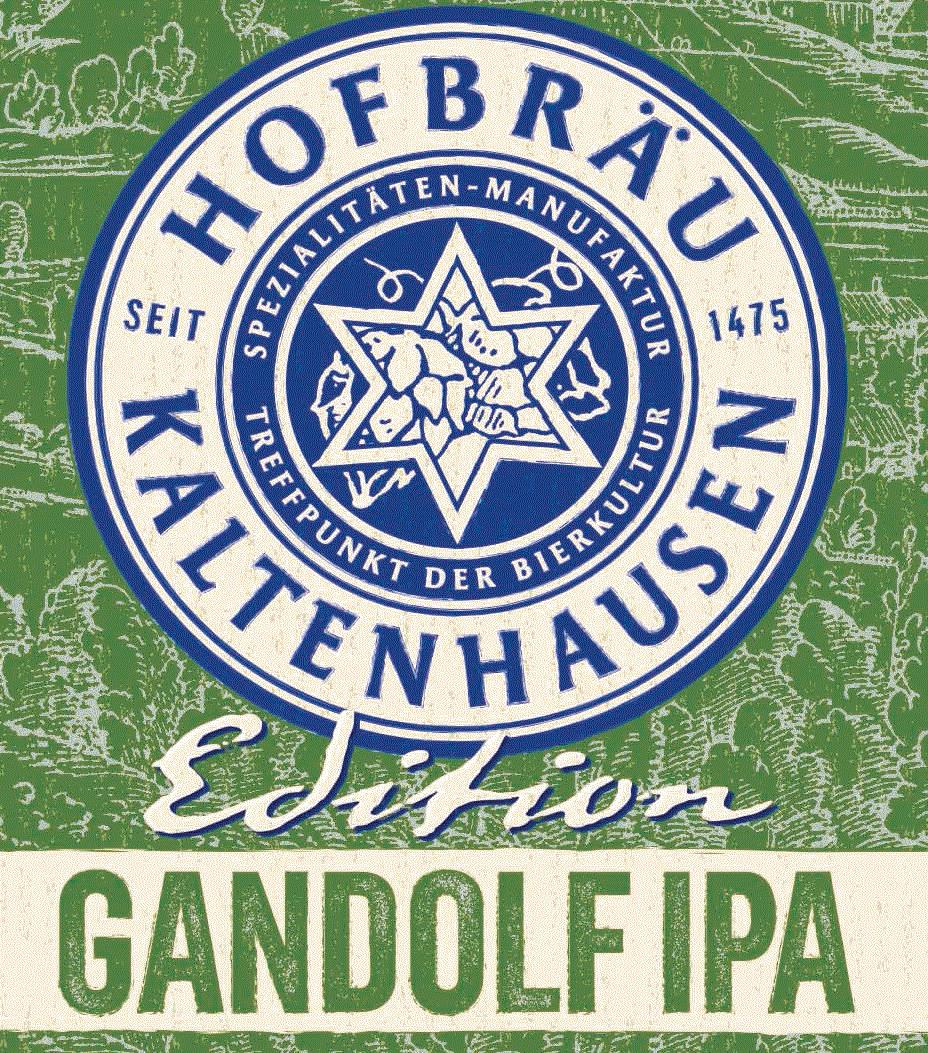 HOFBRÄU
SPEZIALITÄTEN-MANUFAKTUR
SEIT 1475
TREFFPUNKT DER BIERKULTUR
KALTENHAUSEN
Edition
GANDOLF IPA